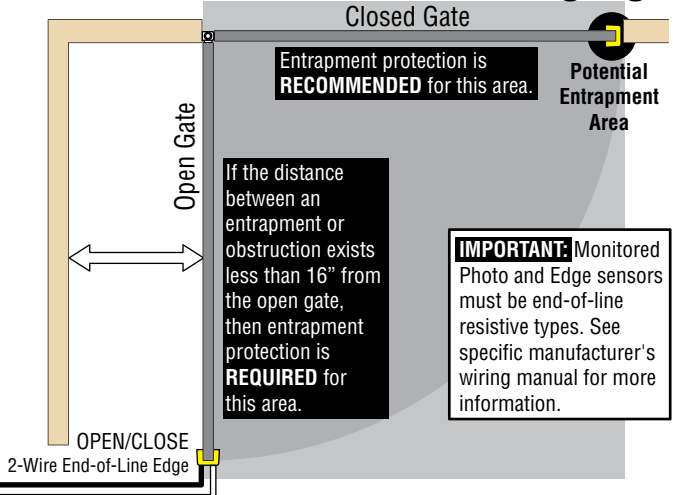 Closed Gate
Entrapment protection is
RECOMMENDED for this area.
Potential
Entrapment
Area
Open Gate
If the distance
between an
entrapment or
obstruction exists
less than 16” from
the open gate,
then entrapment
protection is
REQUIRED for
this area.
IMPORTANT: Monitored
Photo and Edge sensors
must be end-of-line
resistive types. See
specific manufacturer's
wiring manual for more
information.
OPEN/CLOSE
2-Wire End-of-Line Edge